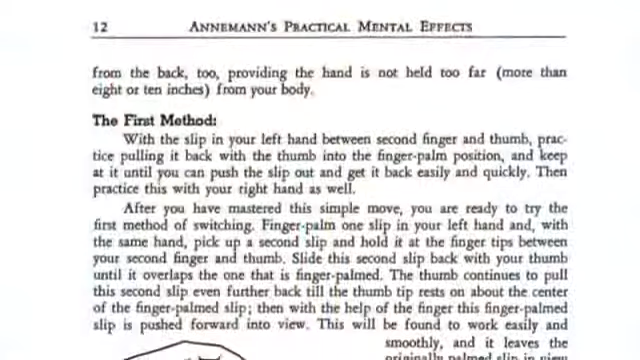 12 ANNEMANN'S PRACTICAL MENTAL EFFECTS
from the back, too, providing the hand is not held too far (more than
eight or ten inches) from your body.
The First Method:
With the slip in your left hand between second finger and thumb, prac-
tice pulling it back with the thumb into the finger-palm position, and keep
at it until you can push the slip out and get it back easily and quickly. Then
practice this with your right hand as well.
After you have mastered this simple move, you are ready to try the
first method of switching. Finger-palm one slip in your left hand and, with
the same hand, pick up a second slip and hold it at the finger tips between
your second finger and thumb. Slide this second slip back with your thumb
until it overlaps the one that is finger-palmed. The thumb continues to pull
this second slip even further back till the thumb tip rests on about the center
of the finger-palmed slip; then with the help of the finger this finger-palmed
slip is pushed forward into view. This will be found to work easily and
smoothly, and it leaves the
originally palmed slip in view